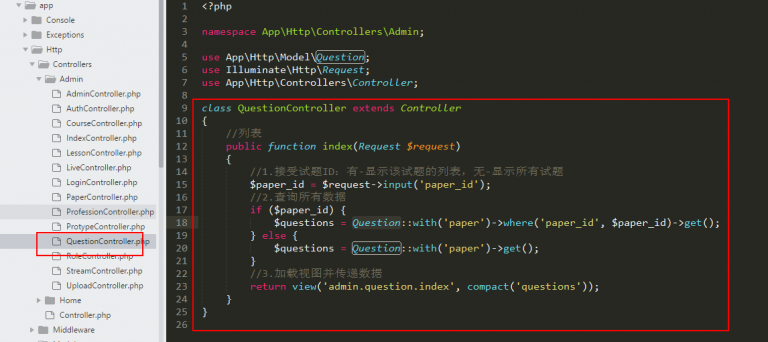 app
Console
Exceptions
Http
Controllers
Admin
AdminController.php
AuthController.php
CourseController.php
IndexController.php
LessonController.php
LiveController.php
LoginController.php
PaperController.php
ProfessionController.php
ProtypeController.php
QuestionController.php
RoleController.php
StreamController.php
UploadController.php
Home
Controller.php
Middleware
1 <?php
2
3 namespace App\Http\Controllers\Admin;
4
5 use App\Http\Model\Question;
6 use Illuminate\Http\Request;
7 use App\Http\Controllers\Controller;
8
9 class QuestionController extends Controller
10 {
11 //列表
12 public function index(Request $request)
13 {
14 //1.接受试题ID：有-显示该试题的列表，无-显示所有试题
15 $paper_id = $request->input('paper_id');
16 //2.查询所有数据
17 if ($paper_id) {
18 $questions = Question::with('paper')->where('paper_id', $paper_id)->get();
19 } else {
20 $questions = Question::with('paper')->get();
21 }
22 //3.加载视图并传递数据
23 return view('admin.question.index', compact('questions'));
24 }
25 }
26